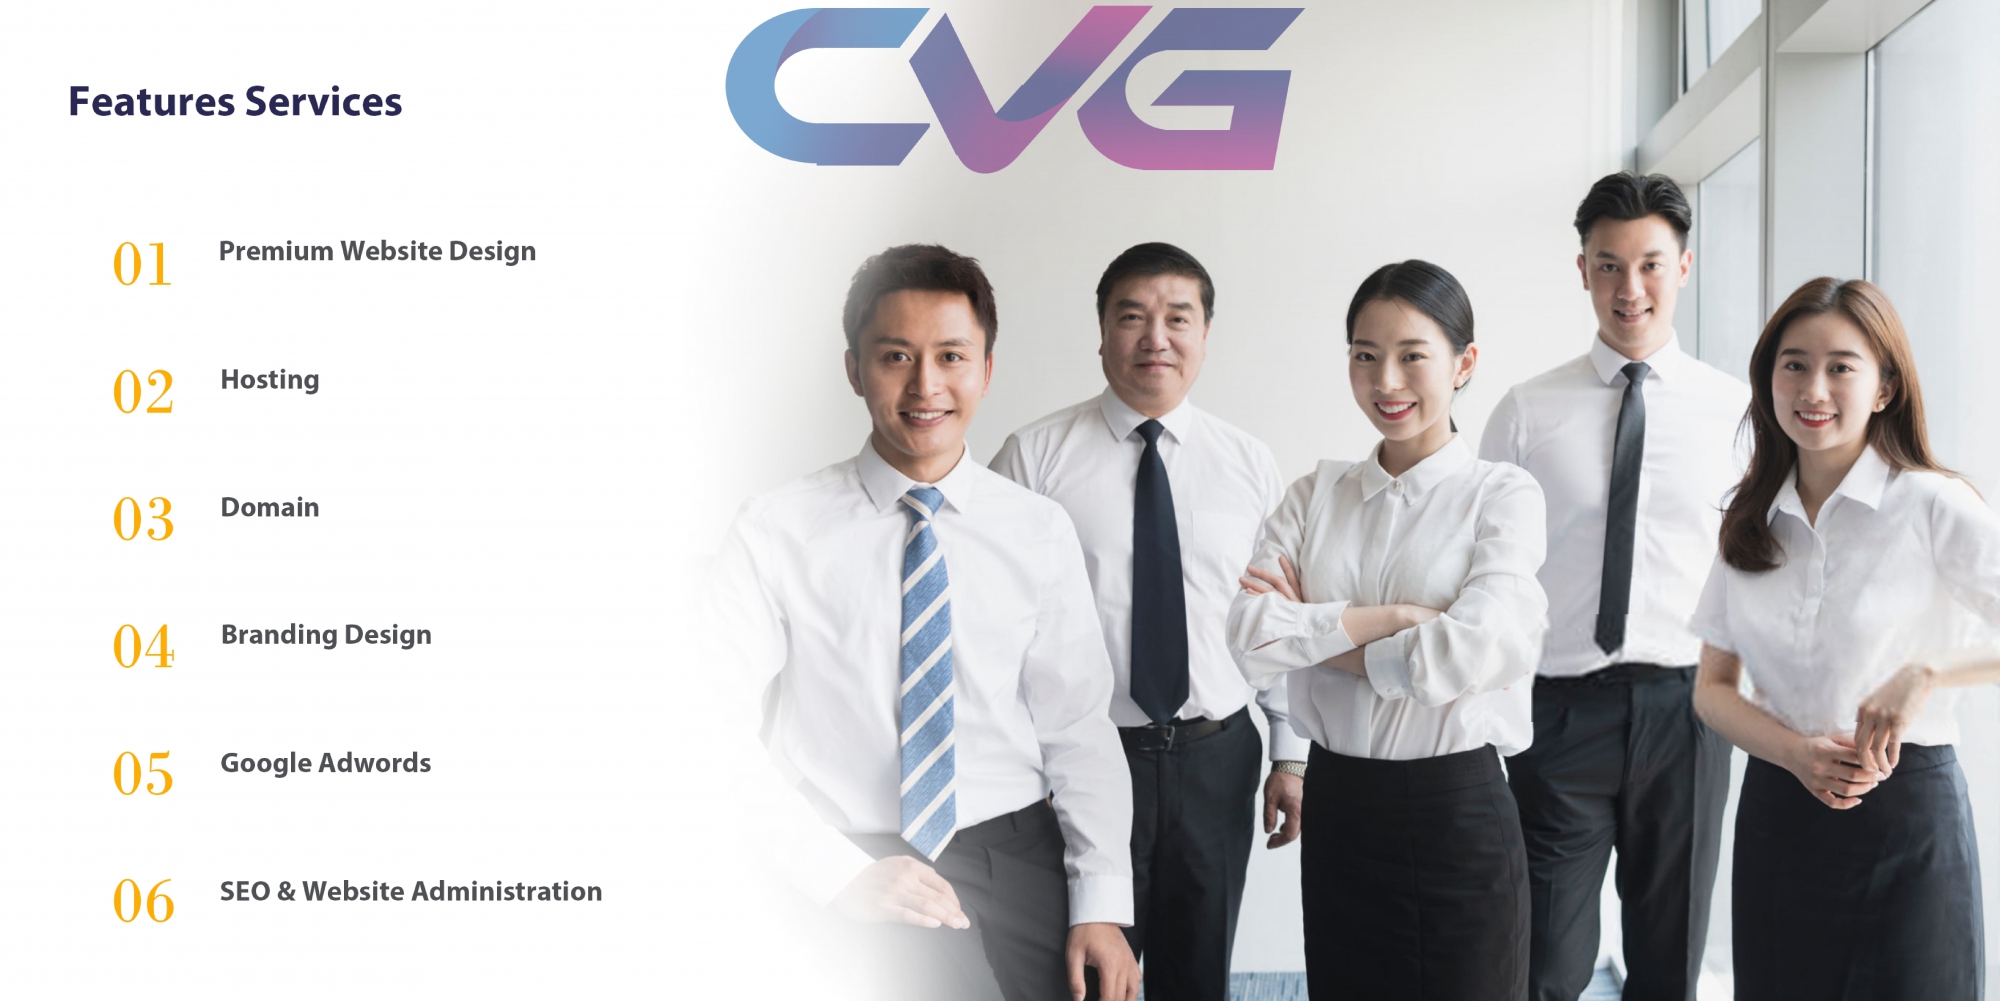 CVG
Features Services
01 Premium Website Design
02 Hosting
03 Domain
04 Branding Design
05 Google Adwords
06 SEO & Website Administration